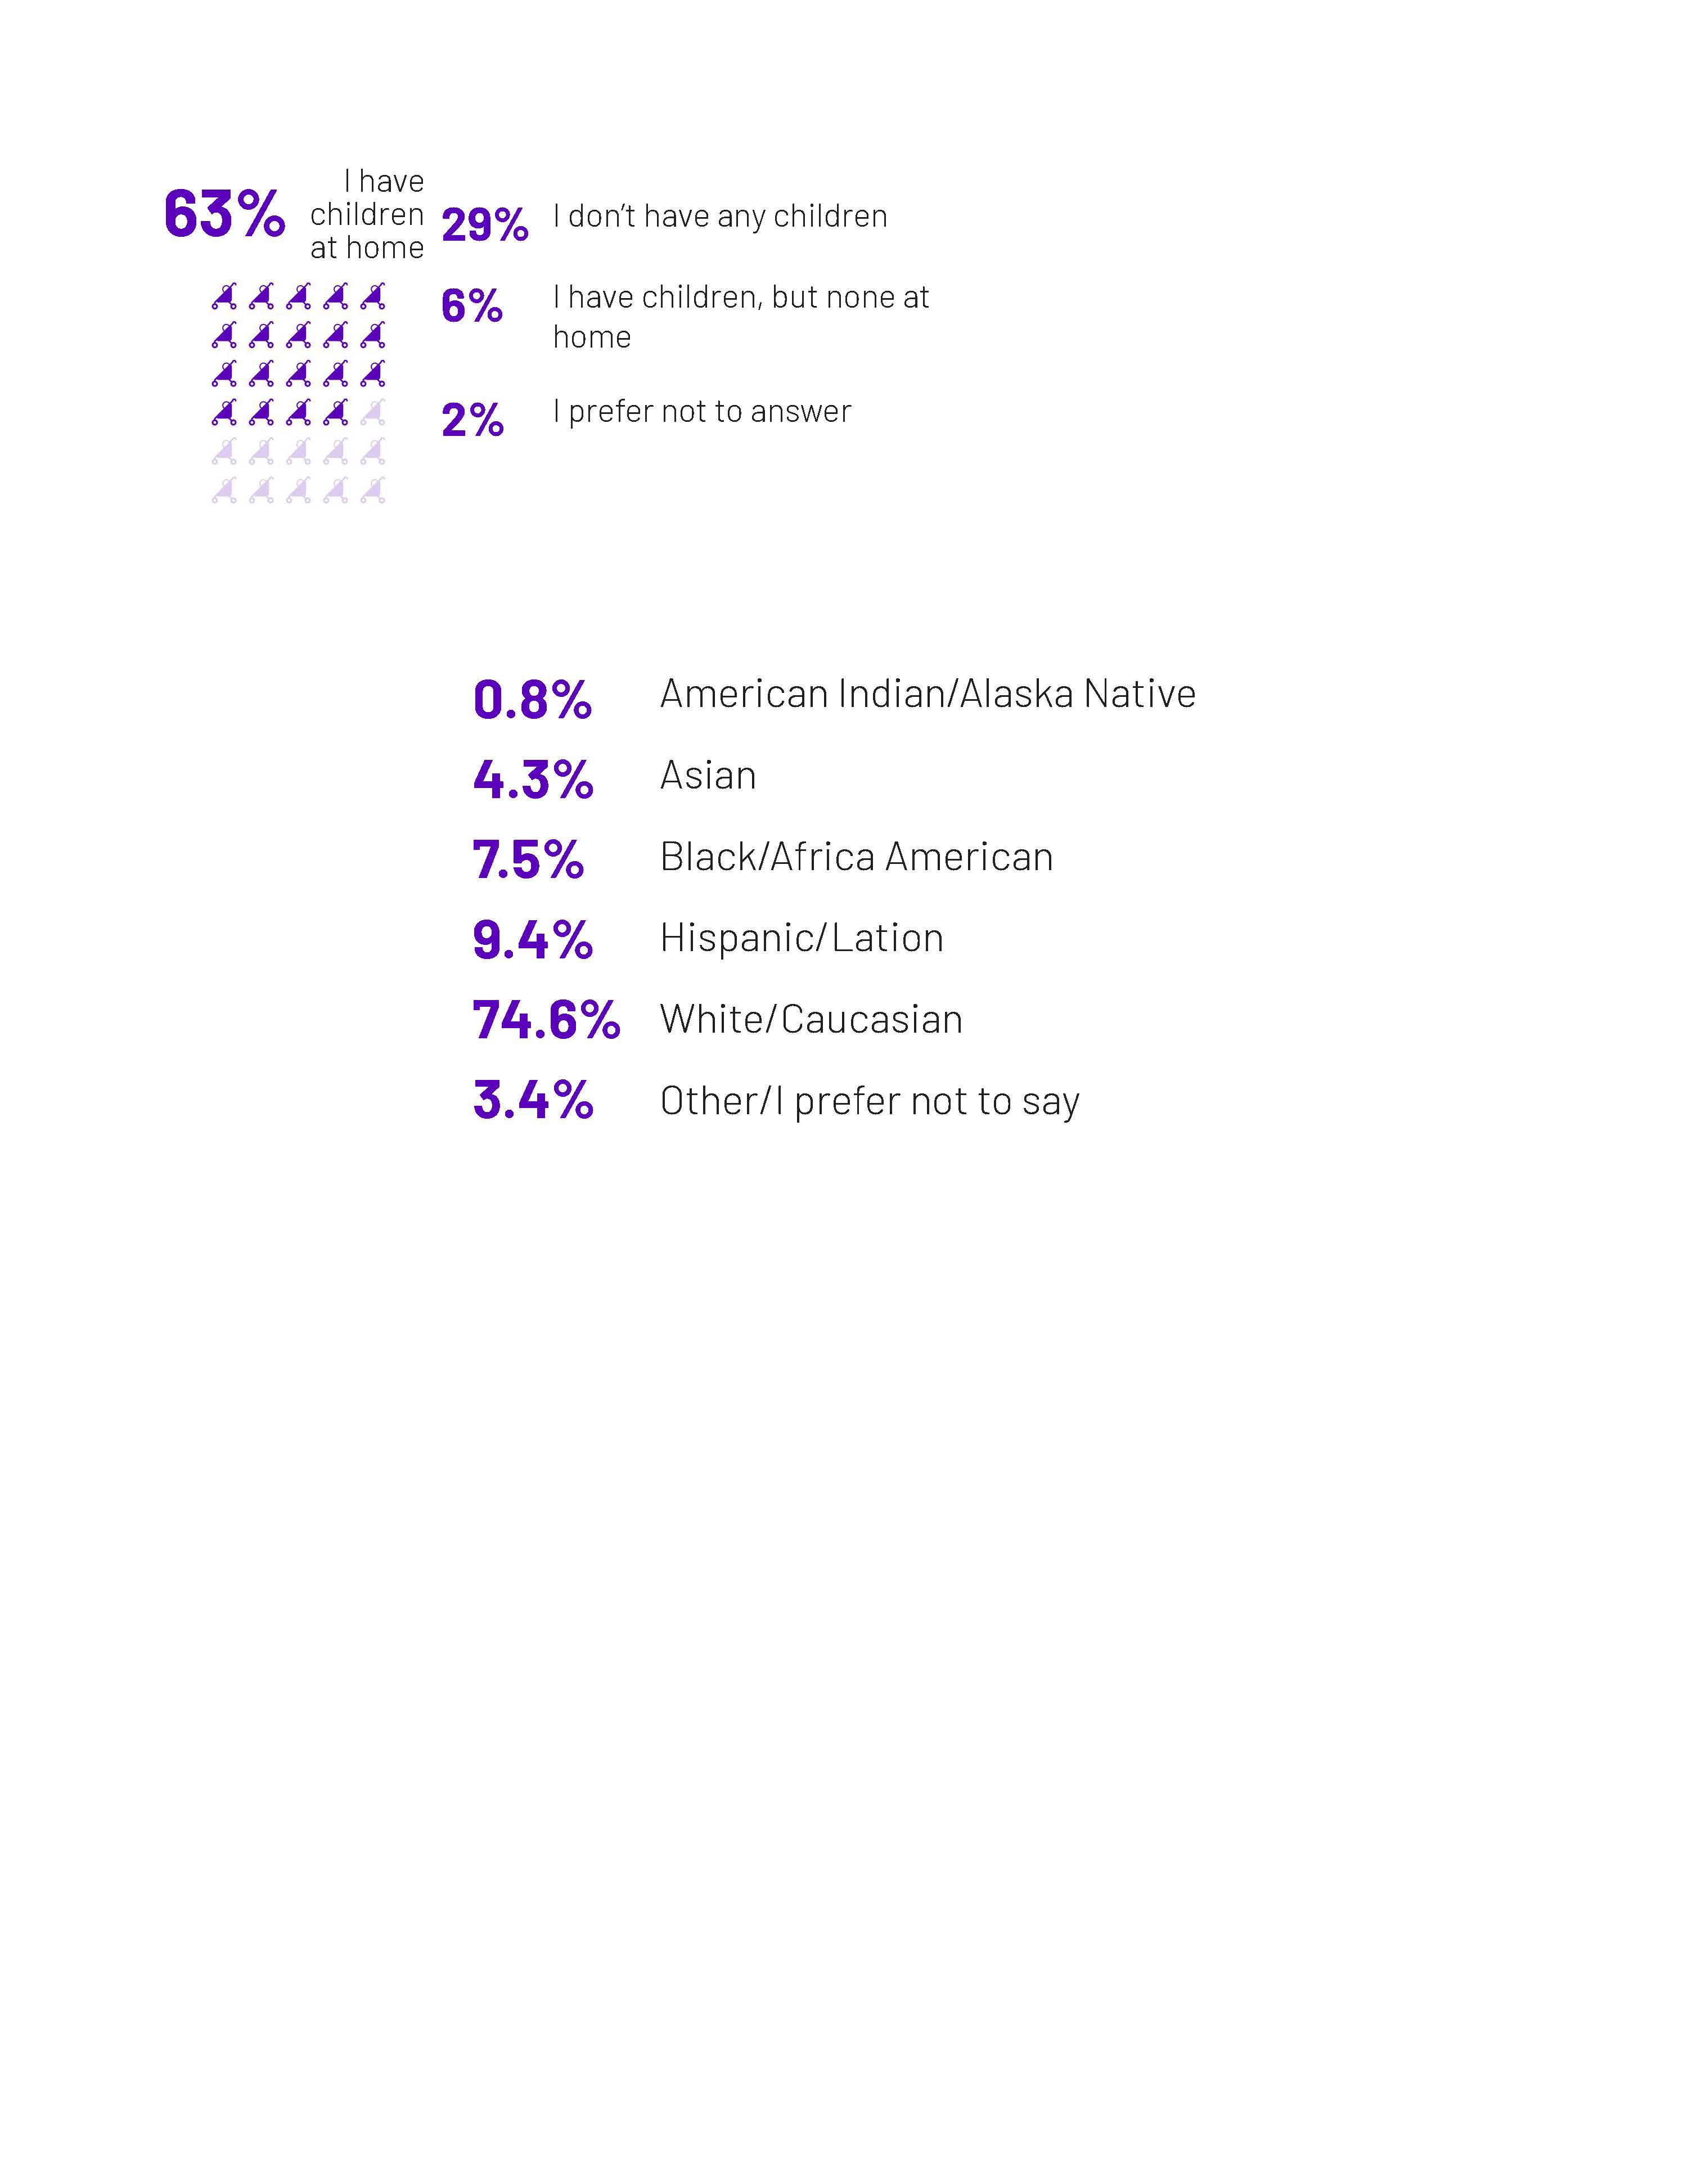 63%
I have
children
at home
29% I don't have any children
6% I have children, but none at
home
2% I prefer not to answer
0.8% American Indian/Alaska Native
4.3% Asian
7.5% Black/Africa American
9.4% Hispanic/Lation
74.6% White/Caucasian
3.4% Other/I prefer not to say